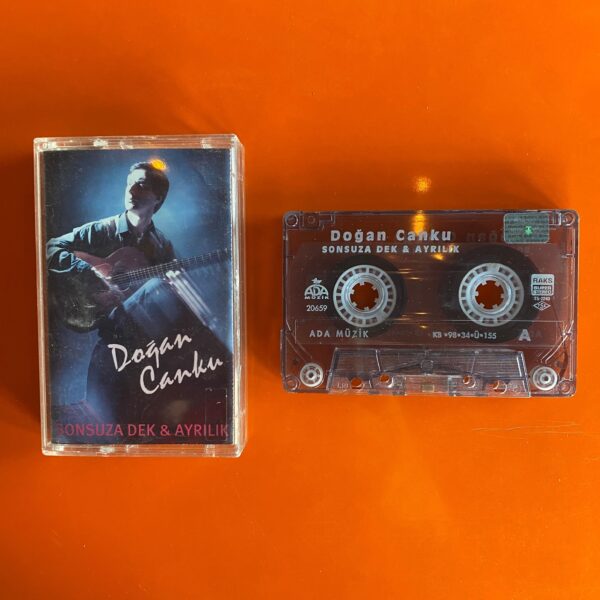 Doğan
Canku
SONSUZA DEK & AYRILIK
Doğan Canku
SONSUZA DEK & AYRILIK
ADA
MÜZİK
20659
ADA MÜZİK
KB •98•34•Ü•155
A
RAKS